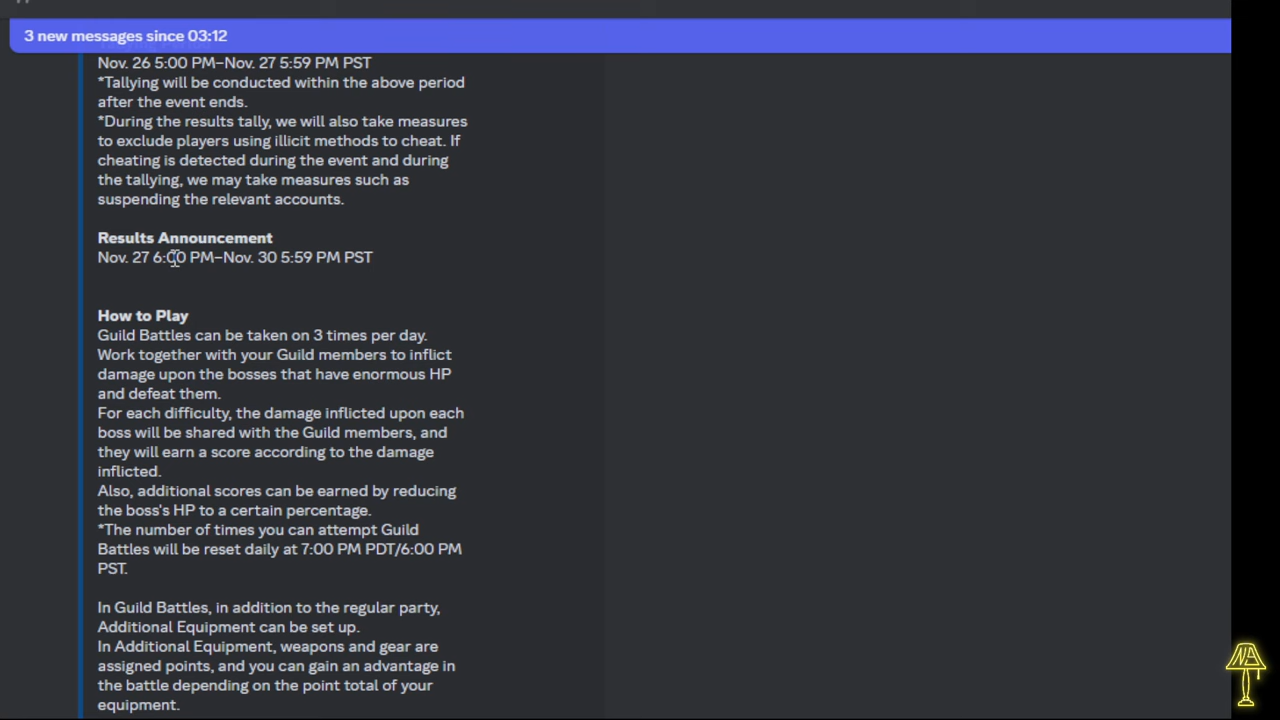 3 new messages since 03:12
Nov. 26 5:00 PM–Nov. 27 5:59 PM PST
*Tallying will be conducted within the above period
after the event ends.
*During the results tally, we will also take measures
to exclude players using illicit methods to cheat. If
cheating is detected during the event and during
the tallying, we may take measures such as
suspending the relevant accounts.
Results Announcement
Nov. 27 6:00 PM–Nov. 30 5:59 PM PST
How to Play
Guild Battles can be taken on 3 times per day.
Work together with your Guild members to inflict
damage upon the bosses that have enormous HP
and defeat them.
For each difficulty, the damage inflicted upon each
boss will be shared with the Guild members, and
they will earn a score according to the damage
inflicted.
Also, additional scores can be earned by reducing
the boss's HP to a certain percentage.
*The number of times you can attempt Guild
Battles will be reset daily at 7:00 PM PDT/6:00 PM
PST.
In Guild Battles, in addition to the regular party,
Additional Equipment can be set up.
In Additional Equipment, weapons and gear are
assigned points, and you can gain an advantage in
the battle depending on the point total of your
equipment.
NA